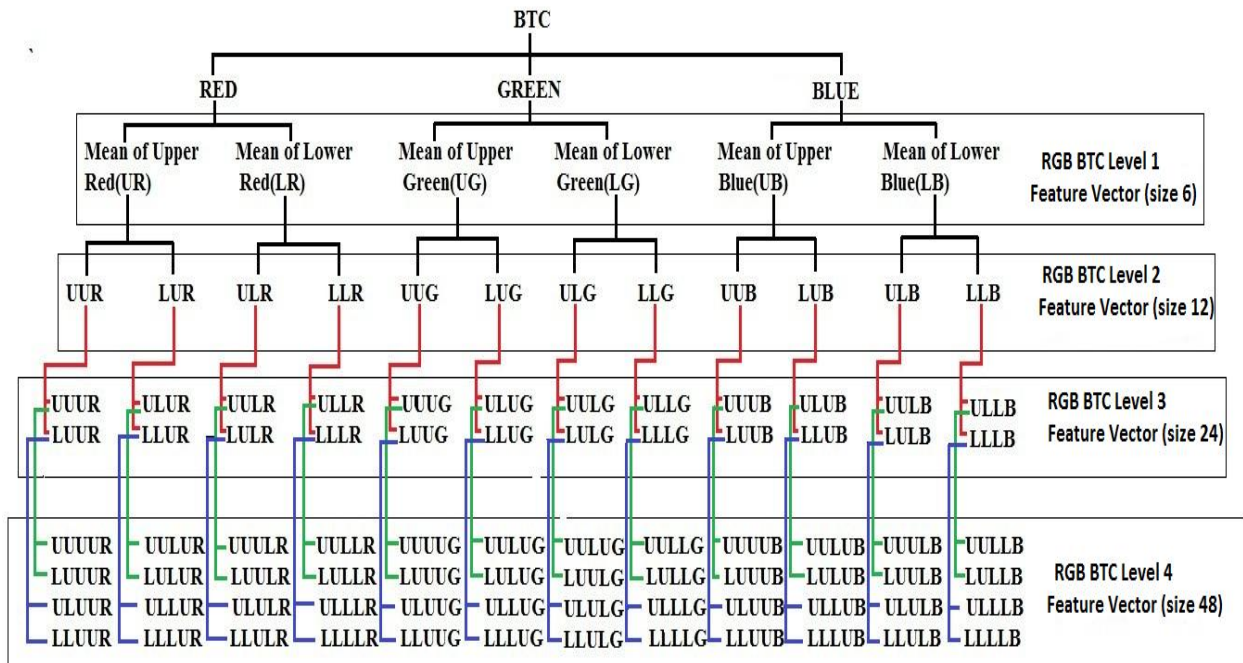 BTC
RED GREEN BLUE
Mean of Upper Mean of Lower Mean of Upper Mean of Lower Mean of Upper Mean of Lower RGB BTC Level 1
Red(UR) Red(LR) Green(UG) Green(LG) Blue(UB) Blue(LB) Feature Vector (size 6)
RGB BTC Level 2
UUR LUR ULR LLR UUG LUG ULG LLG UUB LUB ULB LLB
Feature Vector (size 12)
UUUR ULUR UULR ULLR UUUG ULUG UULG ULLG UUUB ULUB UULB ULLB RGB BTC Level 3
LUUR LLUR LULR LLLR LUUG LLUG LULG LLLG LUUB LLUB LULB LLLB Feature Vector (size 24)
UUUUR UULUR UUULR UULLR UUUUG UULUG UULUG UULLG UUUUB UULUB UUULB UULLB
LUUUR LULUR LUULR LULLR LUUUG LULUG LUULG LULLG LUUUB LULUB LUULB LULLB RGB BTC Level 4
ULUUR ULLUR ULULR ULLLR ULUUG ULLUG ULULG ULLLG ULUUB ULLUB ULULB ULLLB Feature Vector (size 48)
LLUUR LLLUR LLULR LLLLR LLUUG LLLUG LLULG LLLLG LLUUB LLLUB LLULB LLLLB